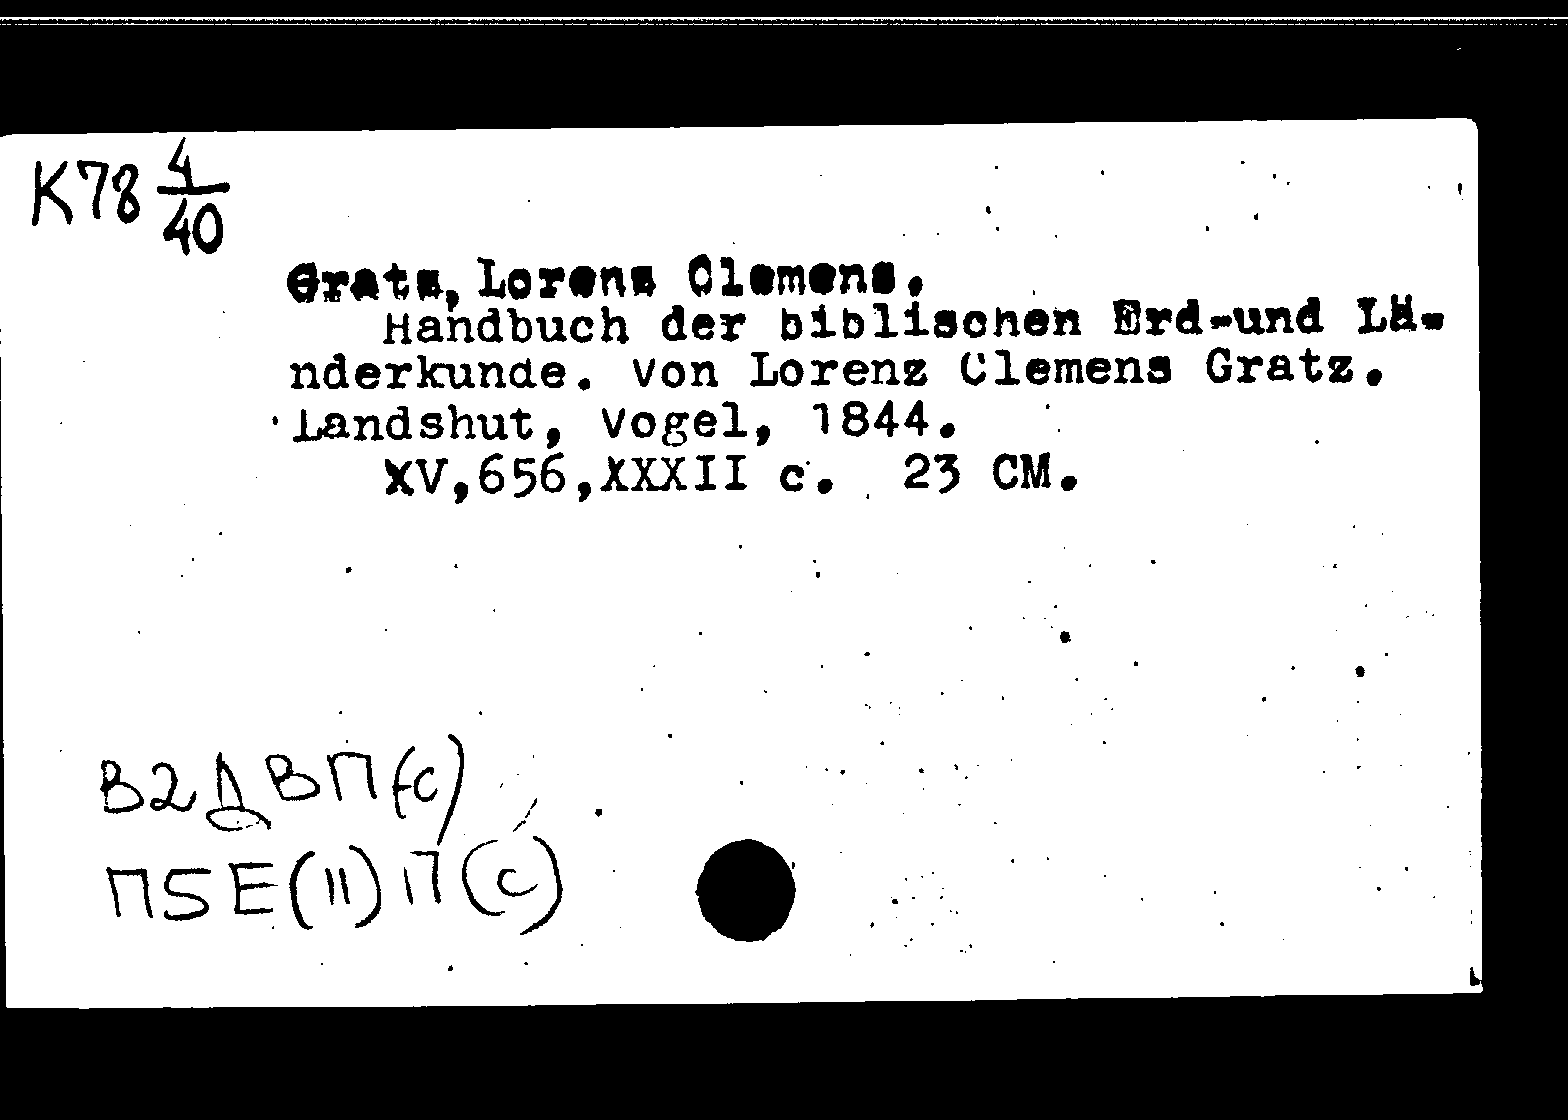 К78 4/40
Gratz, Lorenz Clemens.
Handbuch der biblischen Erd-und Lä-
nderkunde. Von Lorenz Clemens Gratz.
Landshut, Vogel, 1844.
XV,656,XXXII с. 23 СМ.
В2ДВП(с)
П5Е(II)П(с)